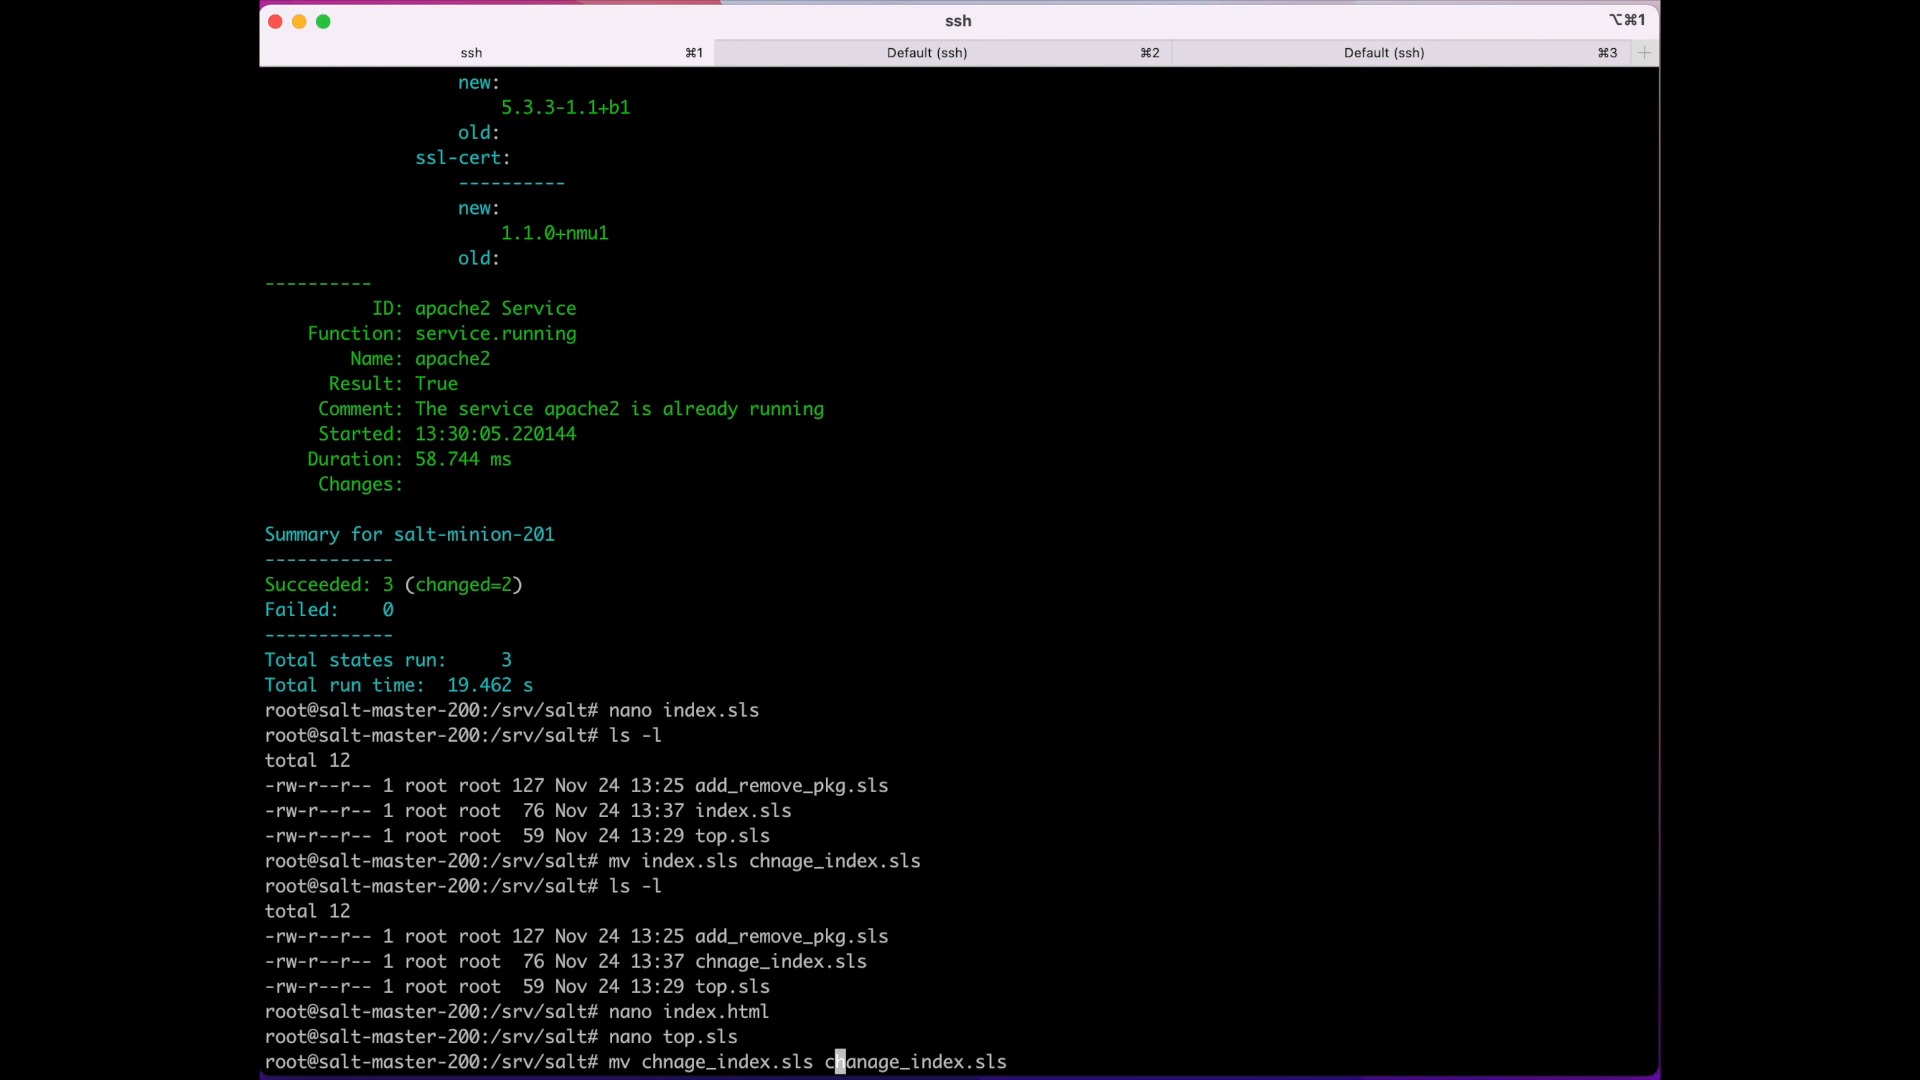 ssh
⌥⌘1
ssh ⌘1 Default (ssh) ⌘2 Default (ssh) ⌘3 +
new:
5.3.3-1.1+b1
old:
ssl-cert:
----------
new:
1.1.0+nmu1
old:
----------
ID: apache2 Service
Function: service.running
Name: apache2
Result: True
Comment: The service apache2 is already running
Started: 13:30:05.220144
Duration: 58.744 ms
Changes:
Summary for salt-minion-201
------------
Succeeded: 3 (changed=2)
Failed:    0
------------
Total states run:     3
Total run time:  19.462 s
root@salt-master-200:/srv/salt# nano index.sls
root@salt-master-200:/srv/salt# ls -l
total 12
-rw-r--r-- 1 root root 127 Nov 24 13:25 add_remove_pkg.sls
-rw-r--r-- 1 root root  76 Nov 24 13:37 index.sls
-rw-r--r-- 1 root root  59 Nov 24 13:29 top.sls
root@salt-master-200:/srv/salt# mv index.sls chnage_index.sls
root@salt-master-200:/srv/salt# ls -l
total 12
-rw-r--r-- 1 root root 127 Nov 24 13:25 add_remove_pkg.sls
-rw-r--r-- 1 root root  76 Nov 24 13:37 chnage_index.sls
-rw-r--r-- 1 root root  59 Nov 24 13:29 top.sls
root@salt-master-200:/srv/salt# nano index.html
root@salt-master-200:/srv/salt# nano top.sls
root@salt-master-200:/srv/salt# mv chnage_index.sls chanage_index.sls